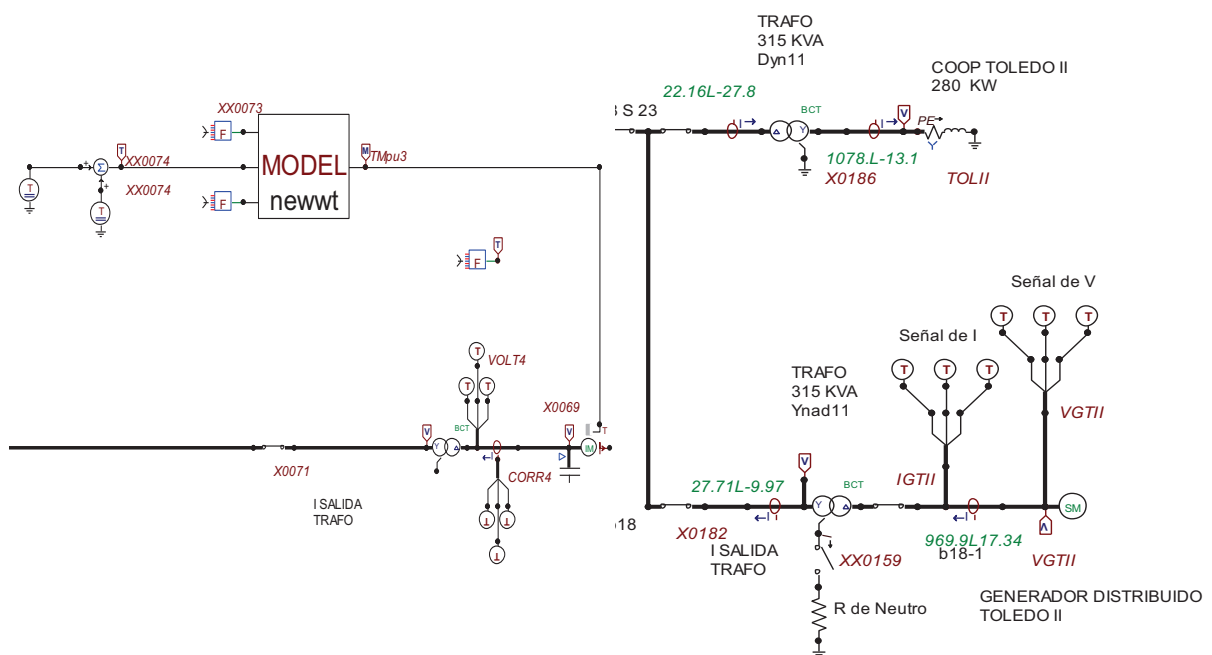 XX0073
F
T
XX0074
Σ
+
MODEL
newwt
M
TMpu3
T
+
XX0074
T
F
T
F
T
VOLT4
T
T
X0069
T
V
BCT
V
Y
IM
I
X0071
CORR4
I SALIDA
TRAFO
T
T
T
TRAFO
315 KVA
Dyn11
COOP TOLEDO II
280 KW
22.16L-27.8
S 23
I
BCT
Y
I
V
PE
Y
1078.L-13.1
X0186
TOLII
Señal de V
T
T
T
Señal de I
T
T
T
TRAFO
315 KVA
Ynad11
VGTII
V
IGTII
27.71L-9.97
BCT
Y
SM
18
X0182
I
I
969.9L17.34
V
I SALIDA
TRAFO
I
XX0159
b18-1
VGTII
R de Neutro
GENERADOR DISTRIBUIDO
TOLEDO II